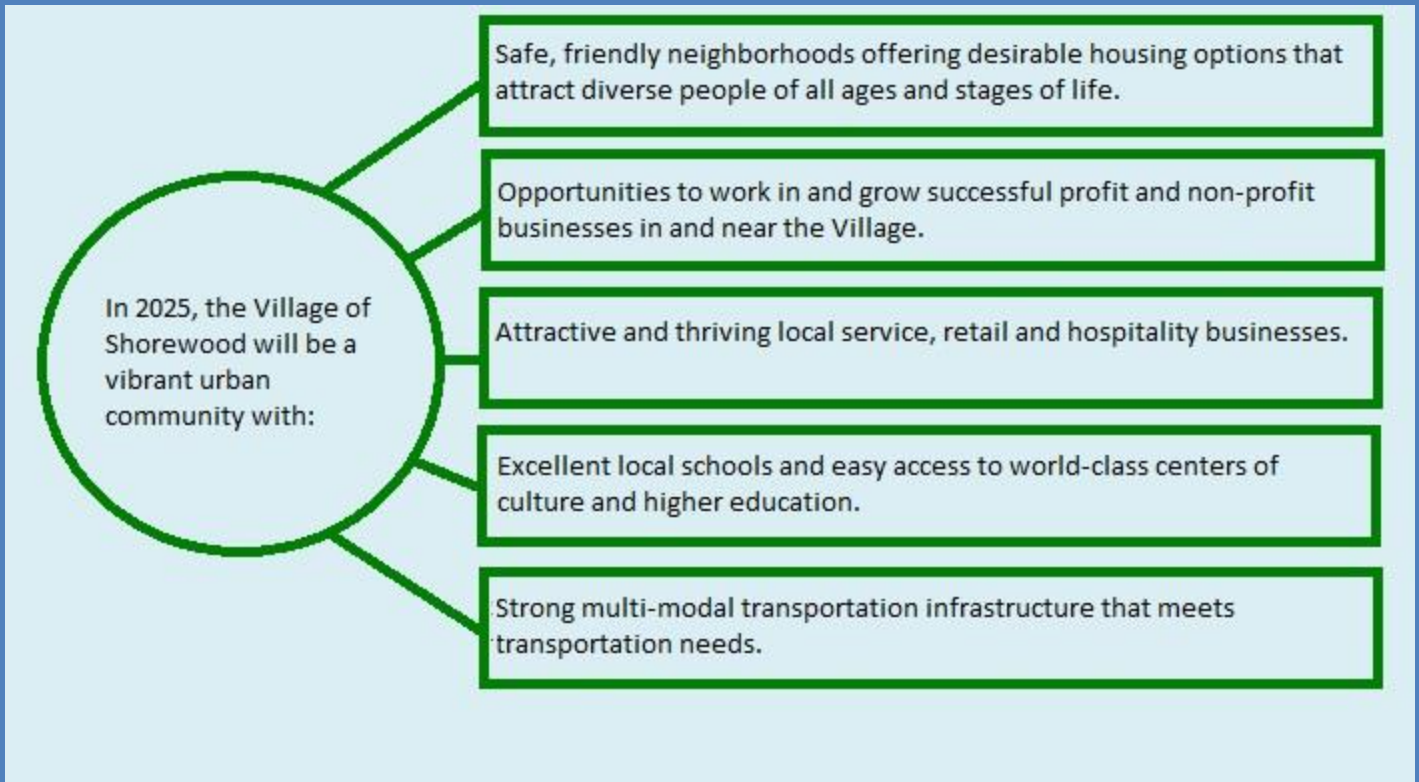 In 2025, the Village of
Shorewood will be a
vibrant urban
community with:
Safe, friendly neighborhoods offering desirable housing options that
attract diverse people of all ages and stages of life.
Opportunities to work in and grow successful profit and non-profit
businesses in and near the Village.
Attractive and thriving local service, retail and hospitality businesses.
Excellent local schools and easy access to world-class centers of
culture and higher education.
Strong multi-modal transportation infrastructure that meets
transportation needs.